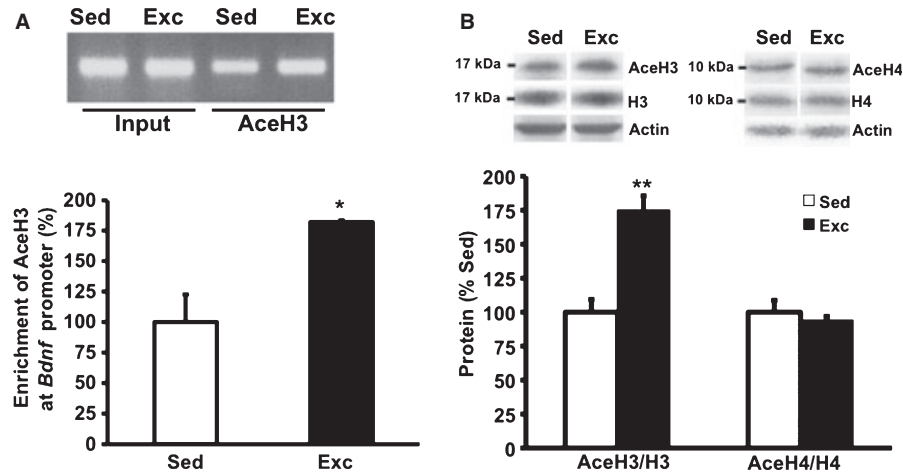 A
Sed Exc Sed Exc
Input AceH3
Enrichment of AceH3
at Bdnf promoter (%)
200
175
150
125
100
75
50
25
0
*
Sed Exc
B
Sed Exc
17 kDa AceH3
17 kDa H3
Actin
Sed Exc
10 kDa AceH4
10 kDa H4
Actin
Protein (% Sed)
200
175
150
125
100
75
50
25
0
**
Sed
Exc
AceH3/H3 AceH4/H4